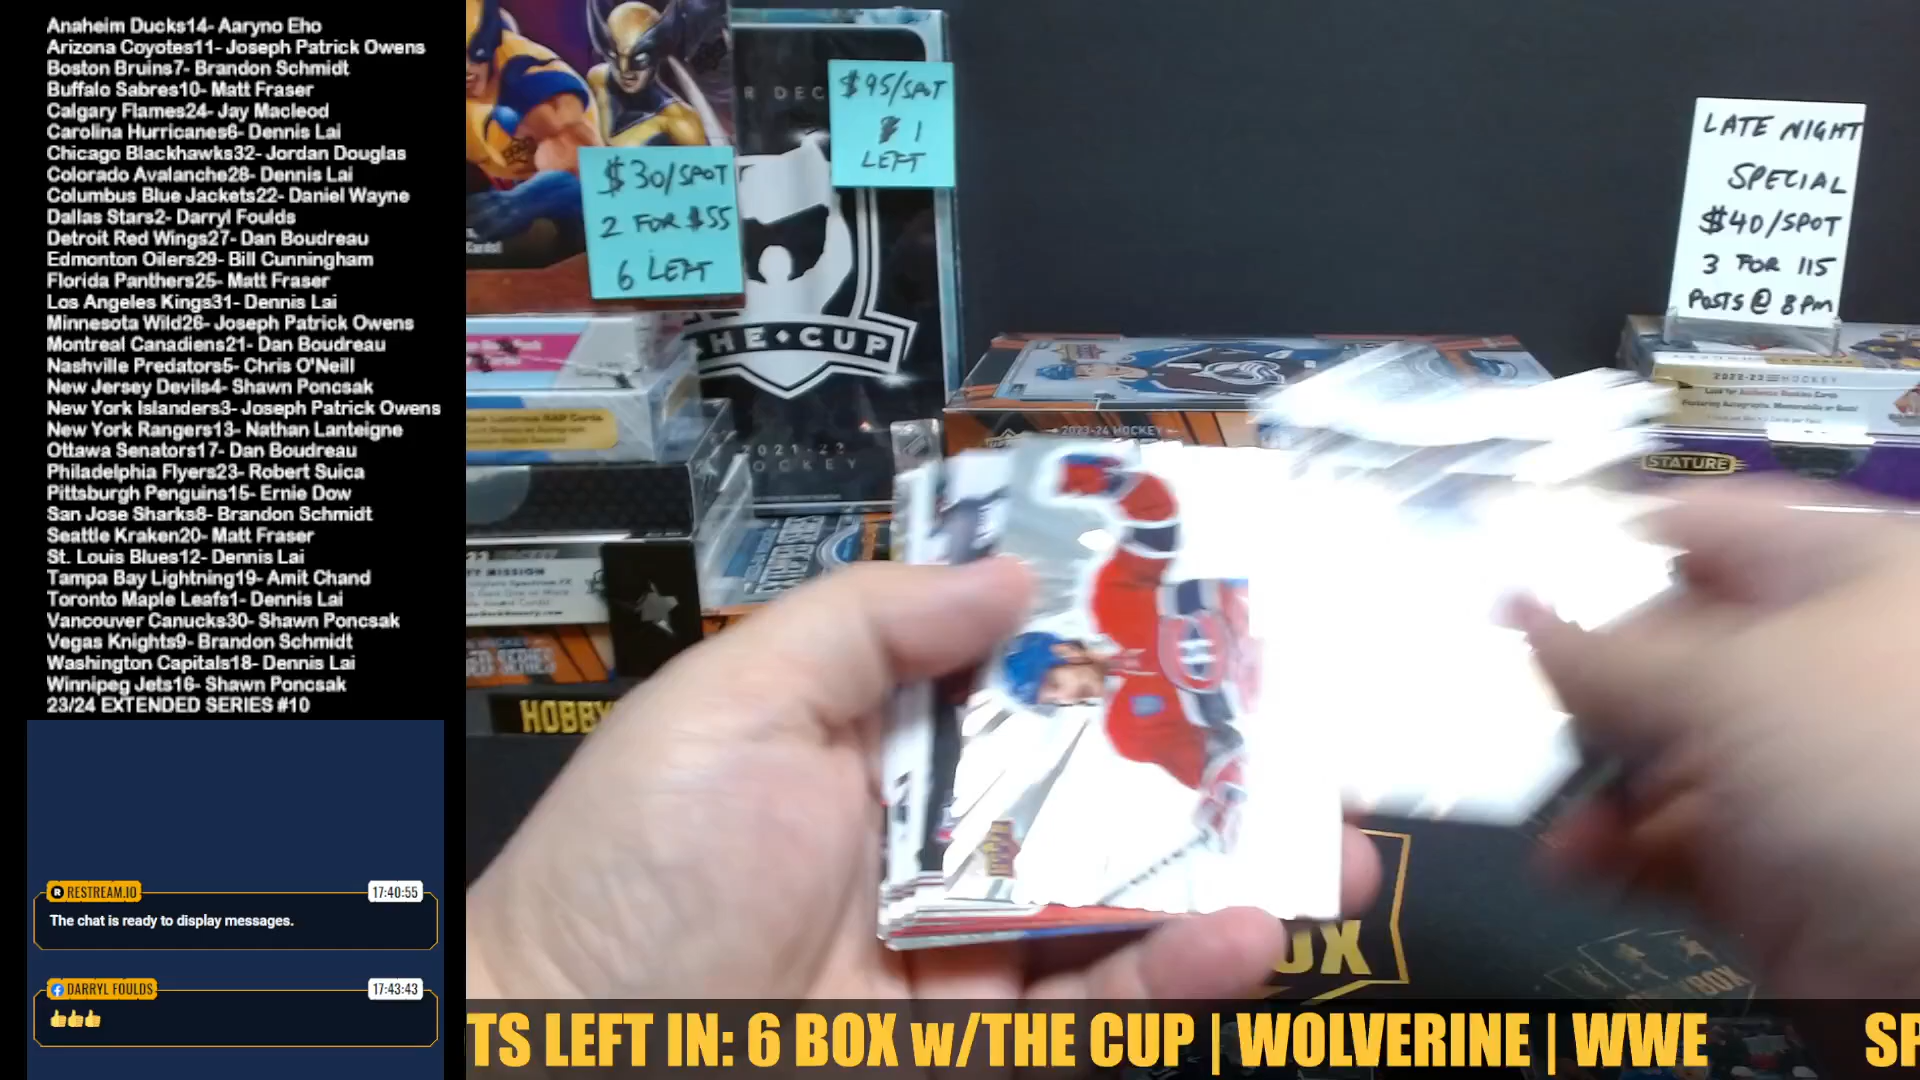 Anaheim Ducks14- Aaryno Eho
Arizona Coyotes11- Joseph Patrick Owens
Boston Bruins7- Brandon Schmidt
Buffalo Sabres10- Matt Fraser
Calgary Flames24- Jay Macleod
Carolina Hurricanes6- Dennis Lai
Chicago Blackhawks32- Jordan Douglas
Colorado Avalanche28- Dennis Lai
Columbus Blue Jackets22- Daniel Wayne
Dallas Stars2- Darryl Foulds
Detroit Red Wings27- Dan Boudreau
Edmonton Oilers29- Bill Cunningham
Florida Panthers25- Matt Fraser
Los Angeles Kings31- Dennis Lai
Minnesota Wild26- Joseph Patrick Owens
Montreal Canadiens21- Dan Boudreau
Nashville Predators5- Chris O'Neill
New Jersey Devils4- Shawn Poncsak
New York Islanders3- Joseph Patrick Owens
New York Rangers13- Nathan Lanteigne
Ottawa Senators17- Dan Boudreau
Philadelphia Flyers23- Robert Suica
Pittsburgh Penguins15- Ernie Dow
San Jose Sharks8- Brandon Schmidt
Seattle Kraken20- Matt Fraser
St. Louis Blues12- Dennis Lai
Tampa Bay Lightning19- Amit Chand
Toronto Maple Leafs1- Dennis Lai
Vancouver Canucks30- Shawn Poncsak
Vegas Knights9- Brandon Schmidt
Washington Capitals18- Dennis Lai
Winnipeg Jets16- Shawn Poncsak
23/24 EXTENDED SERIES #10
RESTREAM.IO 17:40:55
The chat is ready to display messages.
DARRYL FOULDS 17:43:43
👍👍👍
$30/SPOT
2 FOR $55
6 LEFT
$95/SPOT
1
LEFT
R DEC
THE CUP
2021-22
HOCKEY
LATE NIGHT
SPECIAL
$40/SPOT
3 FOR 115
POSTS @ 8PM
2023-24 HOCKEY
2022-23 HOCKEY
STATURE
MISSION
HOBBY
OX
TS LEFT IN: 6 BOX w/THE CUP | WOLVERINE | WWE
SP